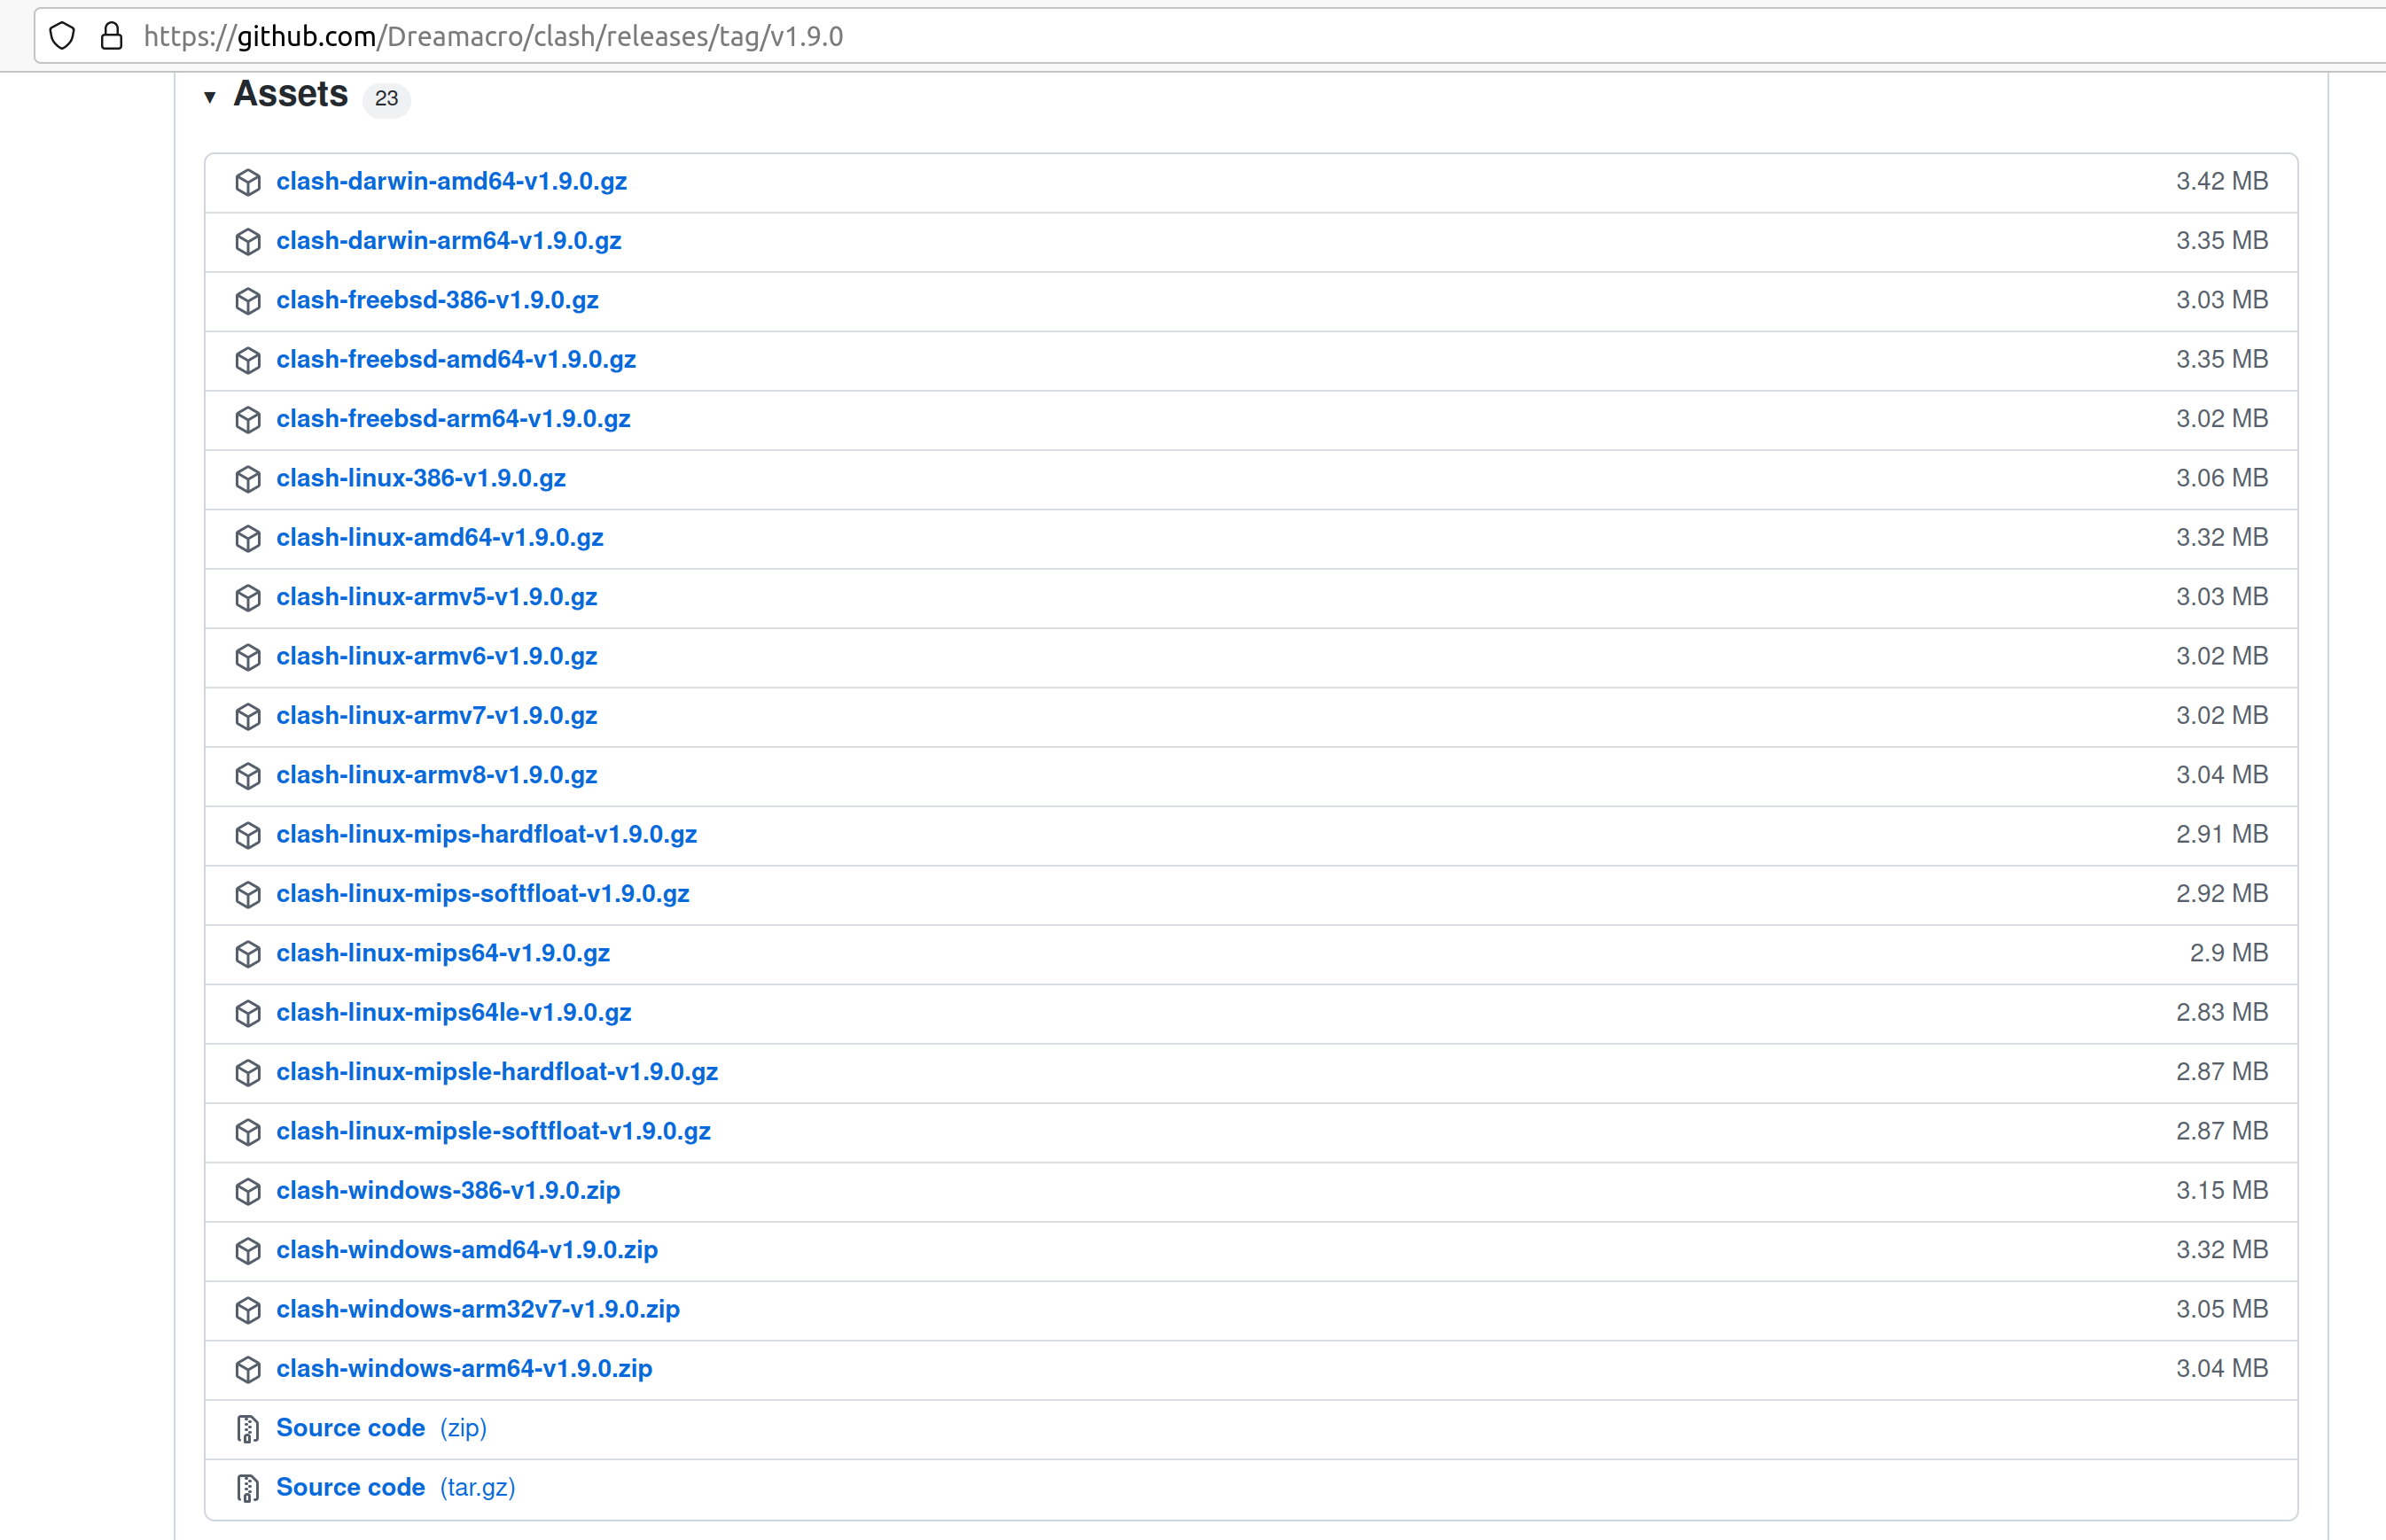 https://github.com/Dreamacro/clash/releases/tag/v1.9.0
Assets 23
clash-darwin-amd64-v1.9.0.gz 3.42 MB
clash-darwin-arm64-v1.9.0.gz 3.35 MB
clash-freebsd-386-v1.9.0.gz 3.03 MB
clash-freebsd-amd64-v1.9.0.gz 3.35 MB
clash-freebsd-arm64-v1.9.0.gz 3.02 MB
clash-linux-386-v1.9.0.gz 3.06 MB
clash-linux-amd64-v1.9.0.gz 3.32 MB
clash-linux-armv5-v1.9.0.gz 3.03 MB
clash-linux-armv6-v1.9.0.gz 3.02 MB
clash-linux-armv7-v1.9.0.gz 3.02 MB
clash-linux-armv8-v1.9.0.gz 3.04 MB
clash-linux-mips-hardfloat-v1.9.0.gz 2.91 MB
clash-linux-mips-softfloat-v1.9.0.gz 2.92 MB
clash-linux-mips64-v1.9.0.gz 2.9 MB
clash-linux-mips64le-v1.9.0.gz 2.83 MB
clash-linux-mipsle-hardfloat-v1.9.0.gz 2.87 MB
clash-linux-mipsle-softfloat-v1.9.0.gz 2.87 MB
clash-windows-386-v1.9.0.zip 3.15 MB
clash-windows-amd64-v1.9.0.zip 3.32 MB
clash-windows-arm32v7-v1.9.0.zip 3.05 MB
clash-windows-arm64-v1.9.0.zip 3.04 MB
Source code (zip)
Source code (tar.gz)